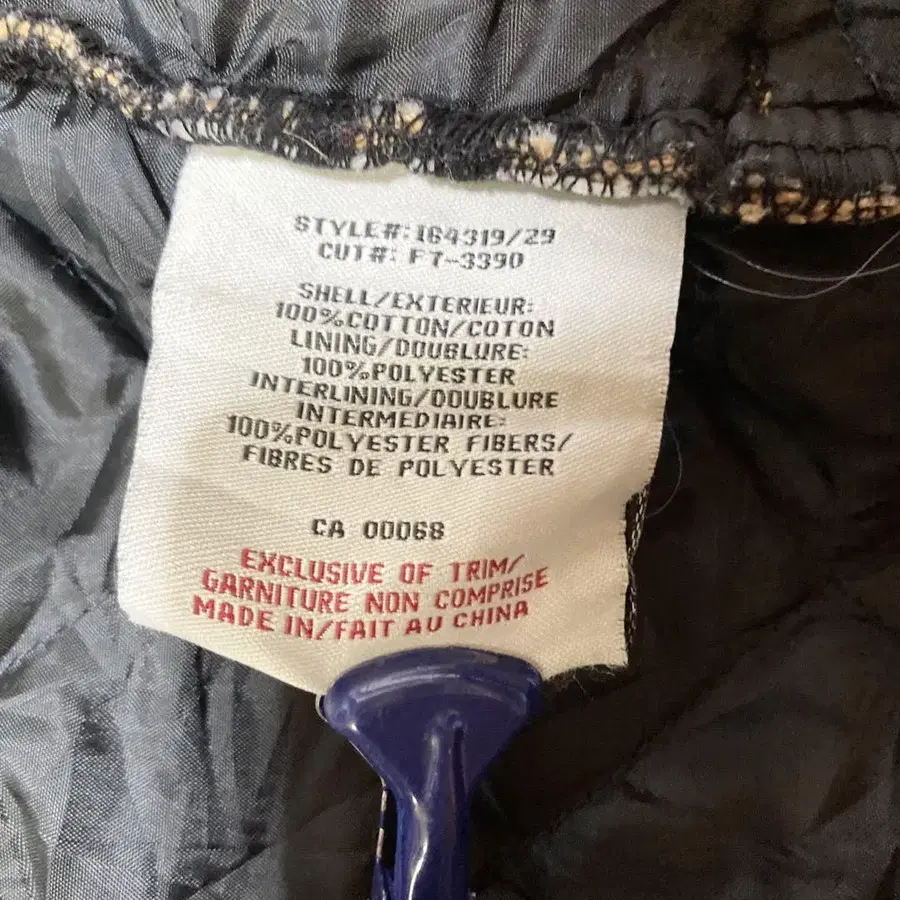 STYLE#:164319/29
CUT#: F7-3390
SHELL/EXTERIEUR:
100%COTTON/COTON
LINING/DOUBLURE:
100%POLYESTER
INTERLINING/DOUBLURE
INTERMEDIAIRE:
100%POLYESTER FIBERS/
FIBRES DE POLYESTER
CA 00068
EXCLUSIVE OF TRIM/
GARNITURE NON COMPRISE
MADE IN/FAIT AU CHINA